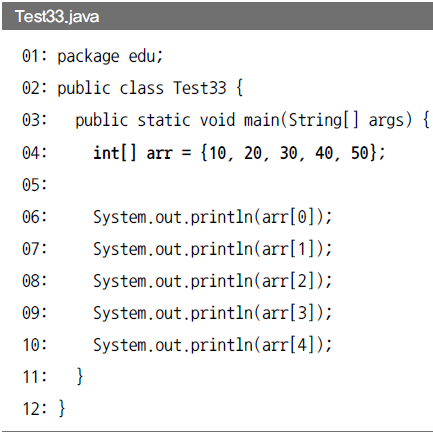 Test33.java
01: package edu;
02: public class Test33 {
03:   public static void main(String[] args) {
04:     int[] arr = {10, 20, 30, 40, 50};
05:
06:     System.out.println(arr[0]);
07:     System.out.println(arr[1]);
08:     System.out.println(arr[2]);
09:     System.out.println(arr[3]);
10:     System.out.println(arr[4]);
11:   }
12: }